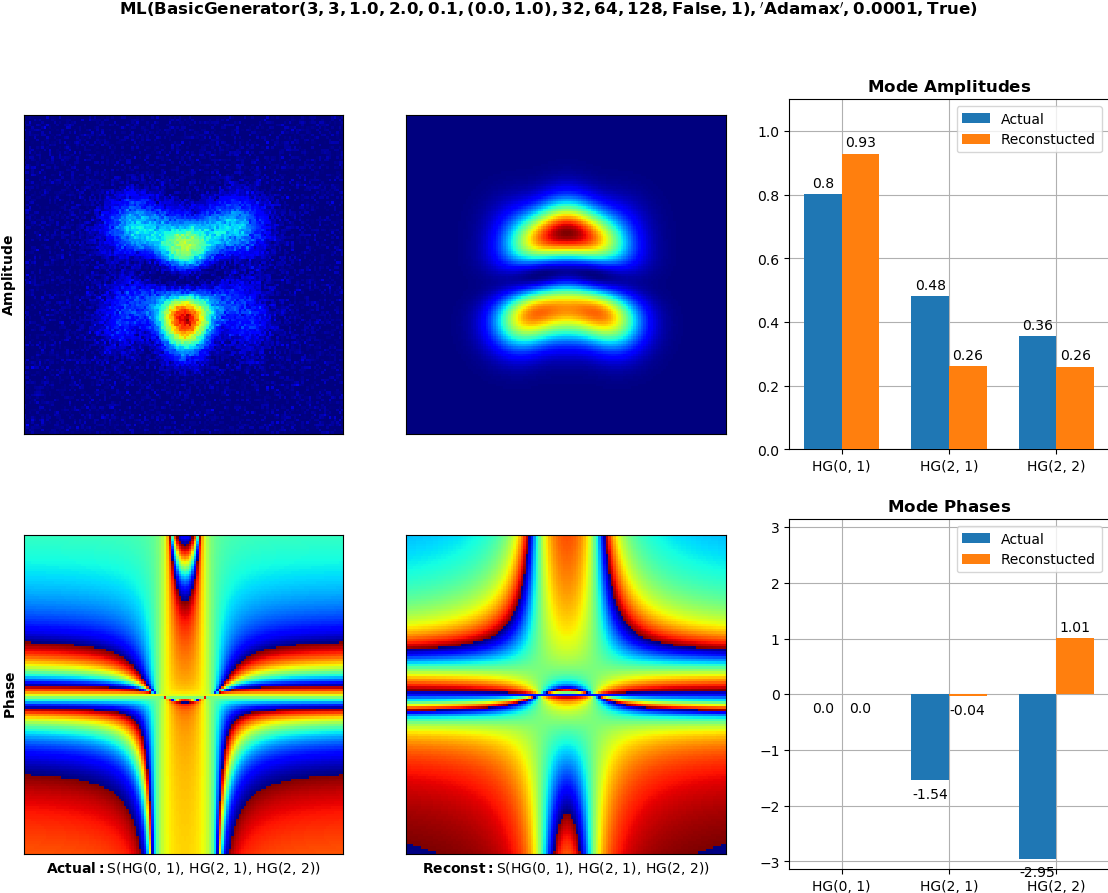 ML(BasicGenerator(3, 3, 1.0, 2.0, 0.1, (0.0, 1.0), 32, 64, 128, False, 1), ′Adamax′, 0.0001, True)
Amplitude
Mode Amplitudes
Actual
Reconstucted
1.0
0.8
0.6
0.4
0.2
0.0
0.8
0.93
0.48
0.26
0.36
0.26
HG(0, 1)
HG(2, 1)
HG(2, 2)
Phase
Actual: S(HG(0, 1), HG(2, 1), HG(2, 2))
Reconst: S(HG(0, 1), HG(2, 1), HG(2, 2))
Mode Phases
Actual
Reconstucted
3
2
1
0
−1
−2
−3
0.0
0.0
-1.54
-0.04
-2.95
1.01
HG(0, 1)
HG(2, 1)
HG(2, 2)